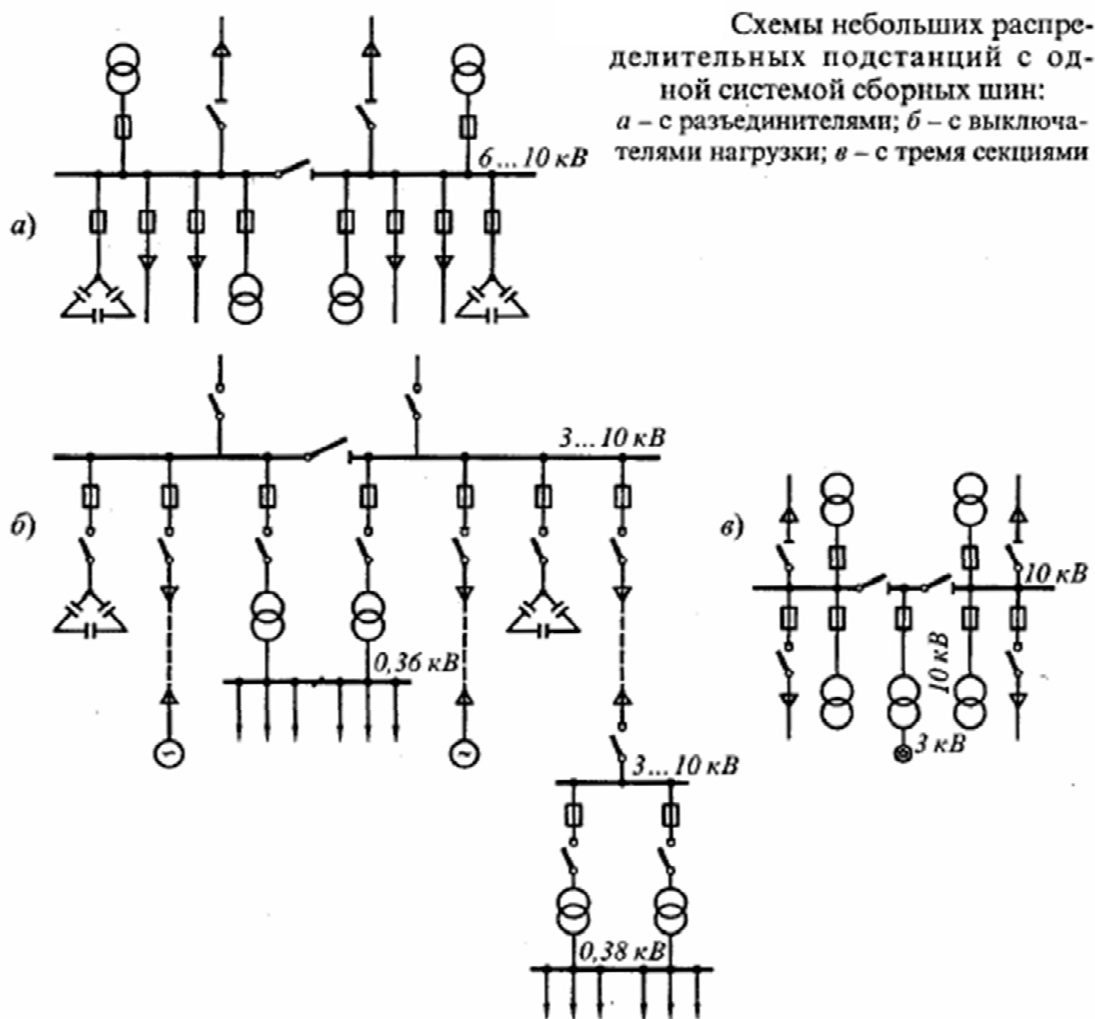 Схемы небольших распре-
делительных подстанций с од-
ной системой сборных шин:
а – с разъединителями; б – с выключа-
телями нагрузки; в – с тремя секциями
6... 10 кВ
а)
3... 10 кВ
б)
0,36 кВ
в)
10 кВ
10 кВ
3 кВ
3... 10 кВ
0,38 кВ